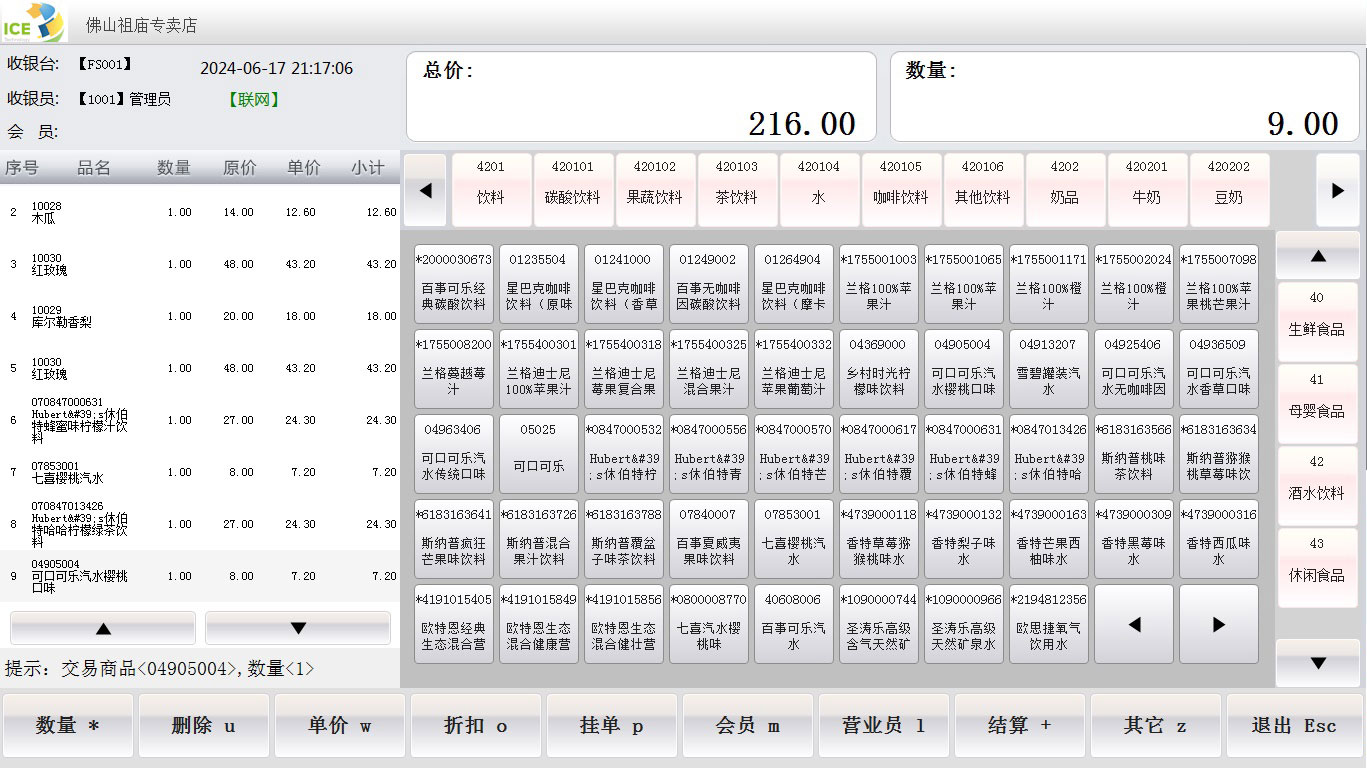 ICE
佛山祖庙专卖店
收银台: 【FS001】
2024-06-17 21:17:06
收银员: 【1001】管理员
【联网】
会 员:
总价:
216.00
数量:
9.00
序号 品名 数量 原价 单价 小计
2 10028 木瓜 1.00 14.00 12.60 12.60
3 10030 红玫瑰 1.00 48.00 43.20 43.20
4 10029 库尔勒香梨 1.00 20.00 18.00 18.00
5 10030 红玫瑰 1.00 48.00 43.20 43.20
6 070847000631 1.00 27.00 24.30 24.30
Hubert&#39;s休伯
特蜂蜜味柠檬汁饮
料
7 07853001 七喜樱桃汽水 1.00 8.00 7.20 7.20
8 070847013426 1.00 27.00 24.30 24.30
Hubert&#39;s休伯
特哈哈柠檬绿茶饮
料
9 04905004 1.00 8.00 7.20 7.20
可口可乐汽水樱桃
口味
▲ ▼
提示: 交易商品<04905004>,数量<1>
◀
4201 420101 420102 420103 420104 420105 420106 4202 420201 420202
饮料 碳酸饮料 果蔬饮料 茶饮料 水 咖啡饮料 其他饮料 奶品 牛奶 豆奶
▶
*2000030673 01235504 01241000 01249002 01264904 *1755001003 *1755001065 *1755001171 *1755002024 *1755007098
百事可乐经 星巴克咖啡 星巴克咖啡 百事无咖啡 星巴克咖啡 兰格100%苹 兰格100%苹 兰格100%橙 兰格100%橙 兰格100%苹
典碳酸饮料 饮料（原味 饮料（香草 因碳酸饮料 饮料（摩卡 果汁 果汁 汁 汁 果桃芒果汁
*1755008200 *1755400301 *1755400318 *1755400325 *1755400332 04369000 04905004 04913207 04925406 04936509
兰格蔓越莓 兰格迪士尼 兰格迪士尼 兰格迪士尼 兰格迪士尼 乡村时光柠 可口可乐汽 雪碧罐装汽 可口可乐汽 可口可乐汽
汁 100%苹果汁 莓果复合果 混合果汁 苹果葡萄汁 檬味饮料 水樱桃口味 水 水无咖啡因 水香草口味
04963406 05025 *0847000532 *0847000556 *0847000570 *0847000617 *0847000631 *0847013426 *6183163566 *6183163634
可口可乐汽 可口可乐 Hubert&#39 Hubert&#39 Hubert&#39 Hubert&#39 Hubert&#39 Hubert&#39 斯纳普桃味 斯纳普猕猴
水传统口味 ;s休伯特柠 ;s休伯特青 ;s休伯特芒 ;s休伯特覆 ;s休伯特蜂 ;s休伯特哈 茶饮料 桃草莓味饮
*6183163641 *6183163726 *6183163788 07840007 07853001 *4739000118 *4739000132 *4739000163 *4739000309 *4739000316
斯纳普疯狂 斯纳普混合 斯纳普覆盆 百事夏威夷 七喜樱桃汽 香特草莓猕 香特梨子味 香特芒果西 香特黑莓味 香特西瓜味
芒果味饮料 果汁饮料 子味茶饮料 果味饮料 水 猴桃味水 水 柚味水 水 水
*4191015405 *4191015849 *4191015856 *0800008770 40608006 *1090000744 *1090000966 *2194812356 ◀ ▶
欧特恩经典 欧特恩生态 欧特恩生态 七喜汽水樱 百事可乐汽 圣涛乐高级 圣涛乐高级 欧思捷氧气
生态混合营 混合健康营 混合健壮营 桃味 水 含气天然矿 天然矿泉水 饮用水
▲
40
生鲜食品
41
母婴食品
42
酒水饮料
43
休闲食品
▼
数量 * 删除 u 单价 w 折扣 o 挂单 p 会员 m 营业员 l 结算 + 其它 z 退出 Esc